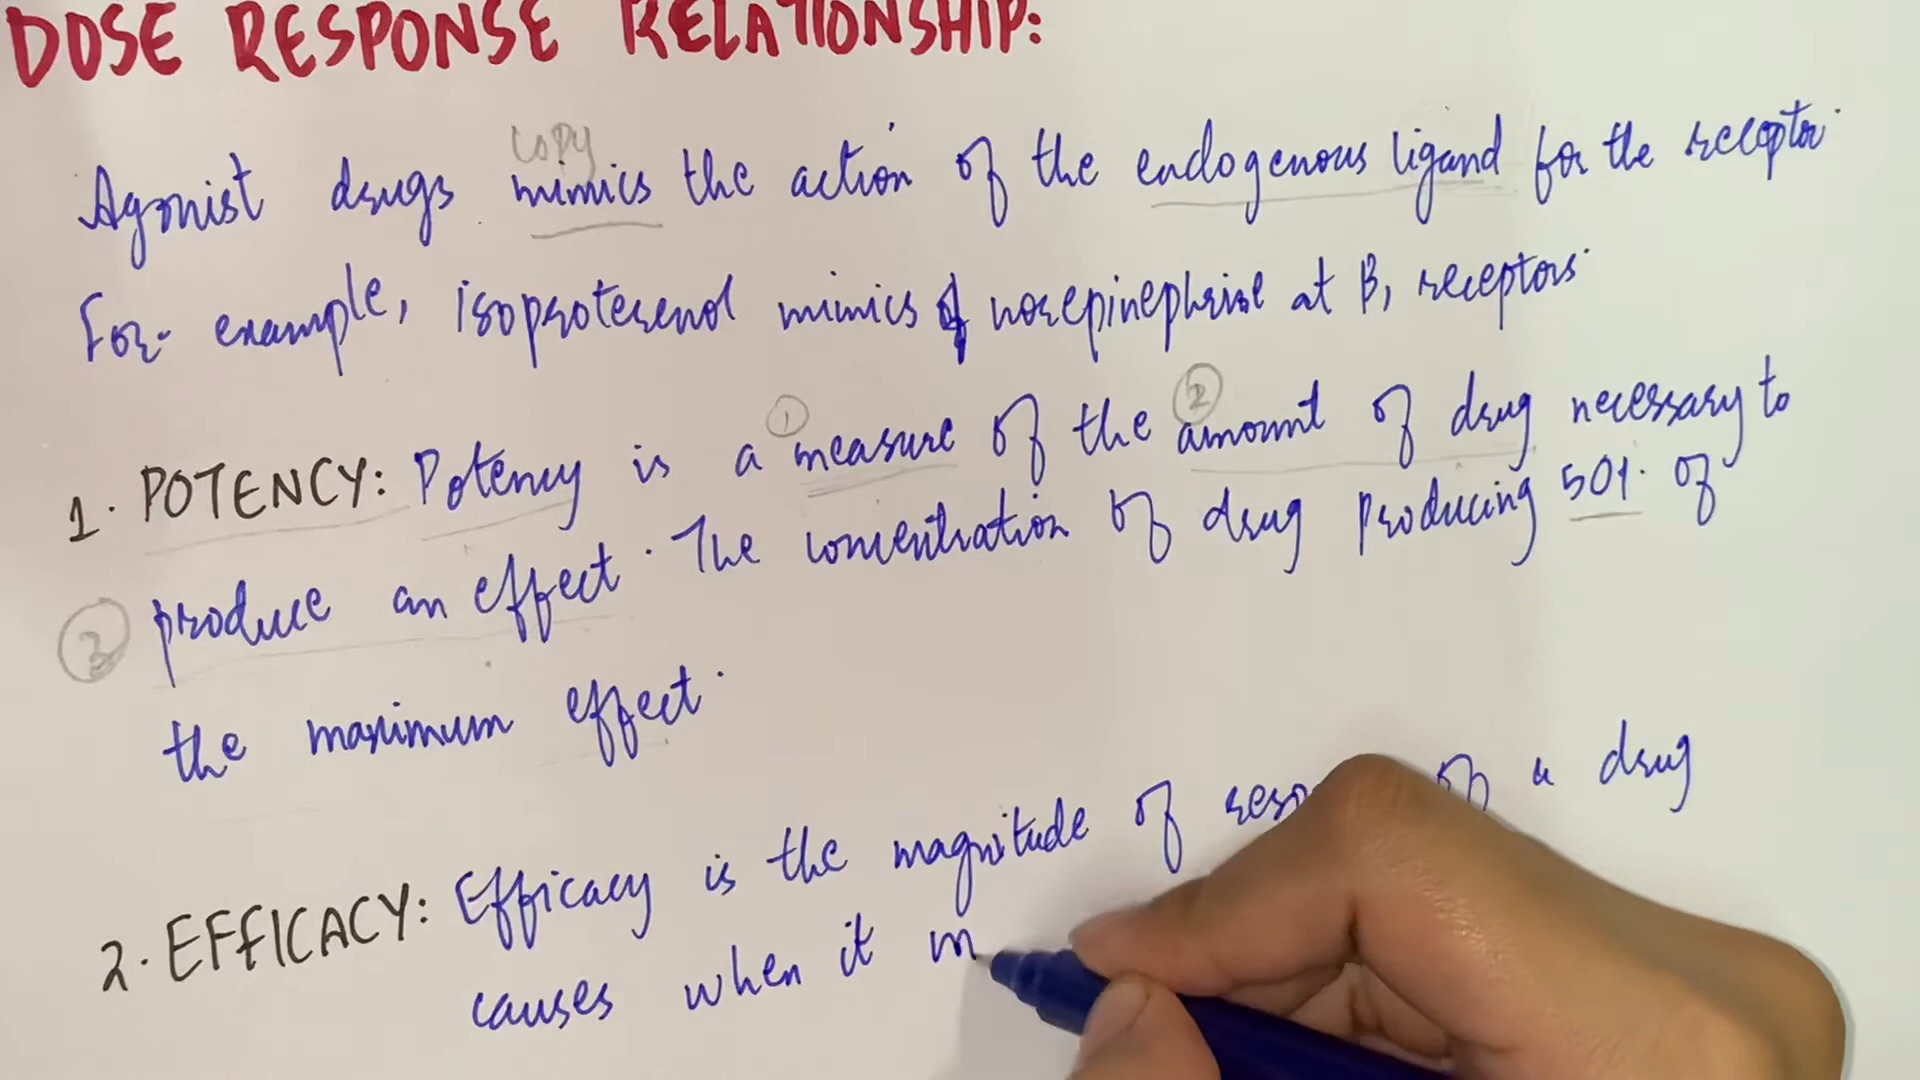 DOSE RESPONSE RELATIONSHIP:
copy
Agonist drugs mimics the action of the endogenous ligand for the receptor.
For example, isoproterenol mimics norepinephrine at β₁ receptors.
① ②
1. POTENCY: Potency is a measure of the amount of drug necessary to
③ produce an effect. The concentration of drug producing 50% of
the maximum effect.
2. EFFICACY: Efficacy is the magnitude of of a drug
causes when it in